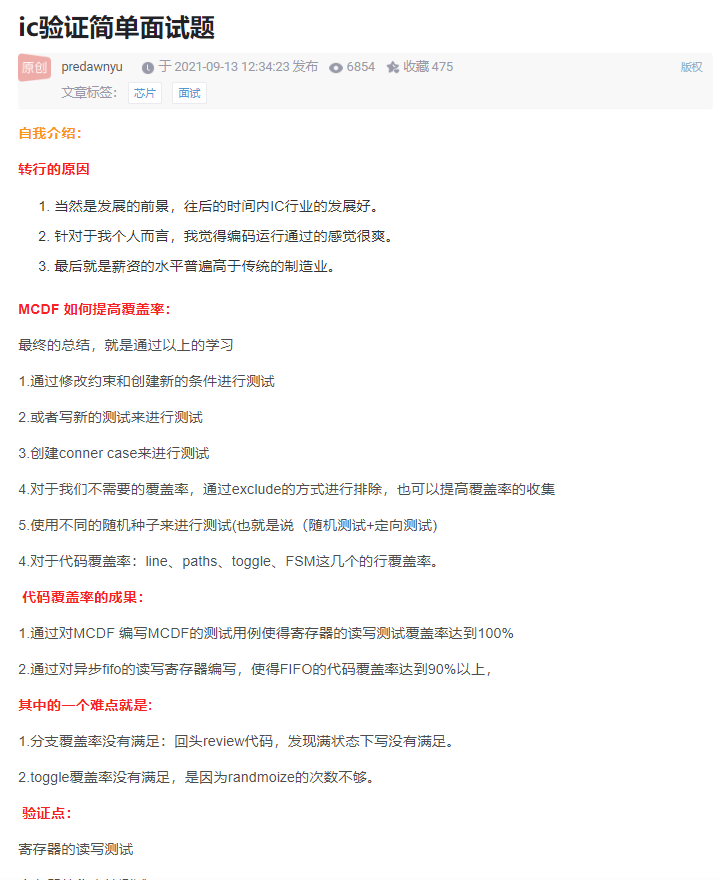 ic验证简单面试题
原创 predawnyu 于 2021-09-13 12:34:23 发布 6854 收藏 475 版权
文章标签： 芯片 面试
自我介绍：
转行的原因
1. 当然是发展的前景，往后的时间内IC行业的发展好。
2. 针对于我个人而言，我觉得编码运行通过的感觉很爽。
3. 最后就是薪资的水平普遍高于传统的制造业。
MCDF 如何提高覆盖率：
最终的总结，就是通过以上的学习
1.通过修改约束和创建新的条件进行测试
2.或者写新的测试来进行测试
3.创建conner case来进行测试
4.对于我们不需要的覆盖率，通过exclude的方式进行排除，也可以提高覆盖率的收集
5.使用不同的随机种子来进行测试(也就是说（随机测试+定向测试)
4.对于代码覆盖率：line、paths、toggle、FSM这几个的行覆盖率。
代码覆盖率的成果：
1.通过对MCDF 编写MCDF的测试用例使得寄存器的读写测试覆盖率达到100%
2.通过对异步fifo的读写寄存器编写，使得FIFO的代码覆盖率达到90%以上，
其中的一个难点就是：
1.分支覆盖率没有满足：回头review代码，发现满状态下写没有满足。
2.toggle覆盖率没有满足，是因为randmoize的次数不够。
验证点：
寄存器的读写测试